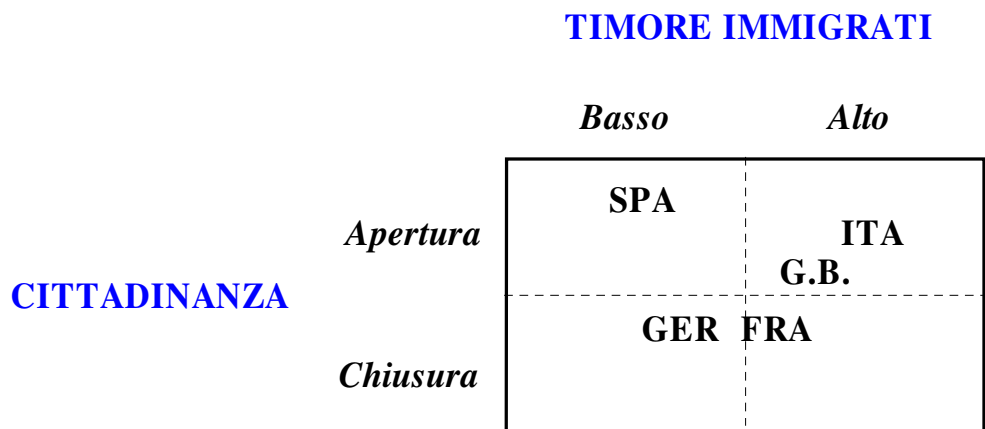 TIMORE IMMIGRATI
Basso Alto
SPA
Apertura ITA
G.B.
CITTADINANZA
GER FRA
Chiusura